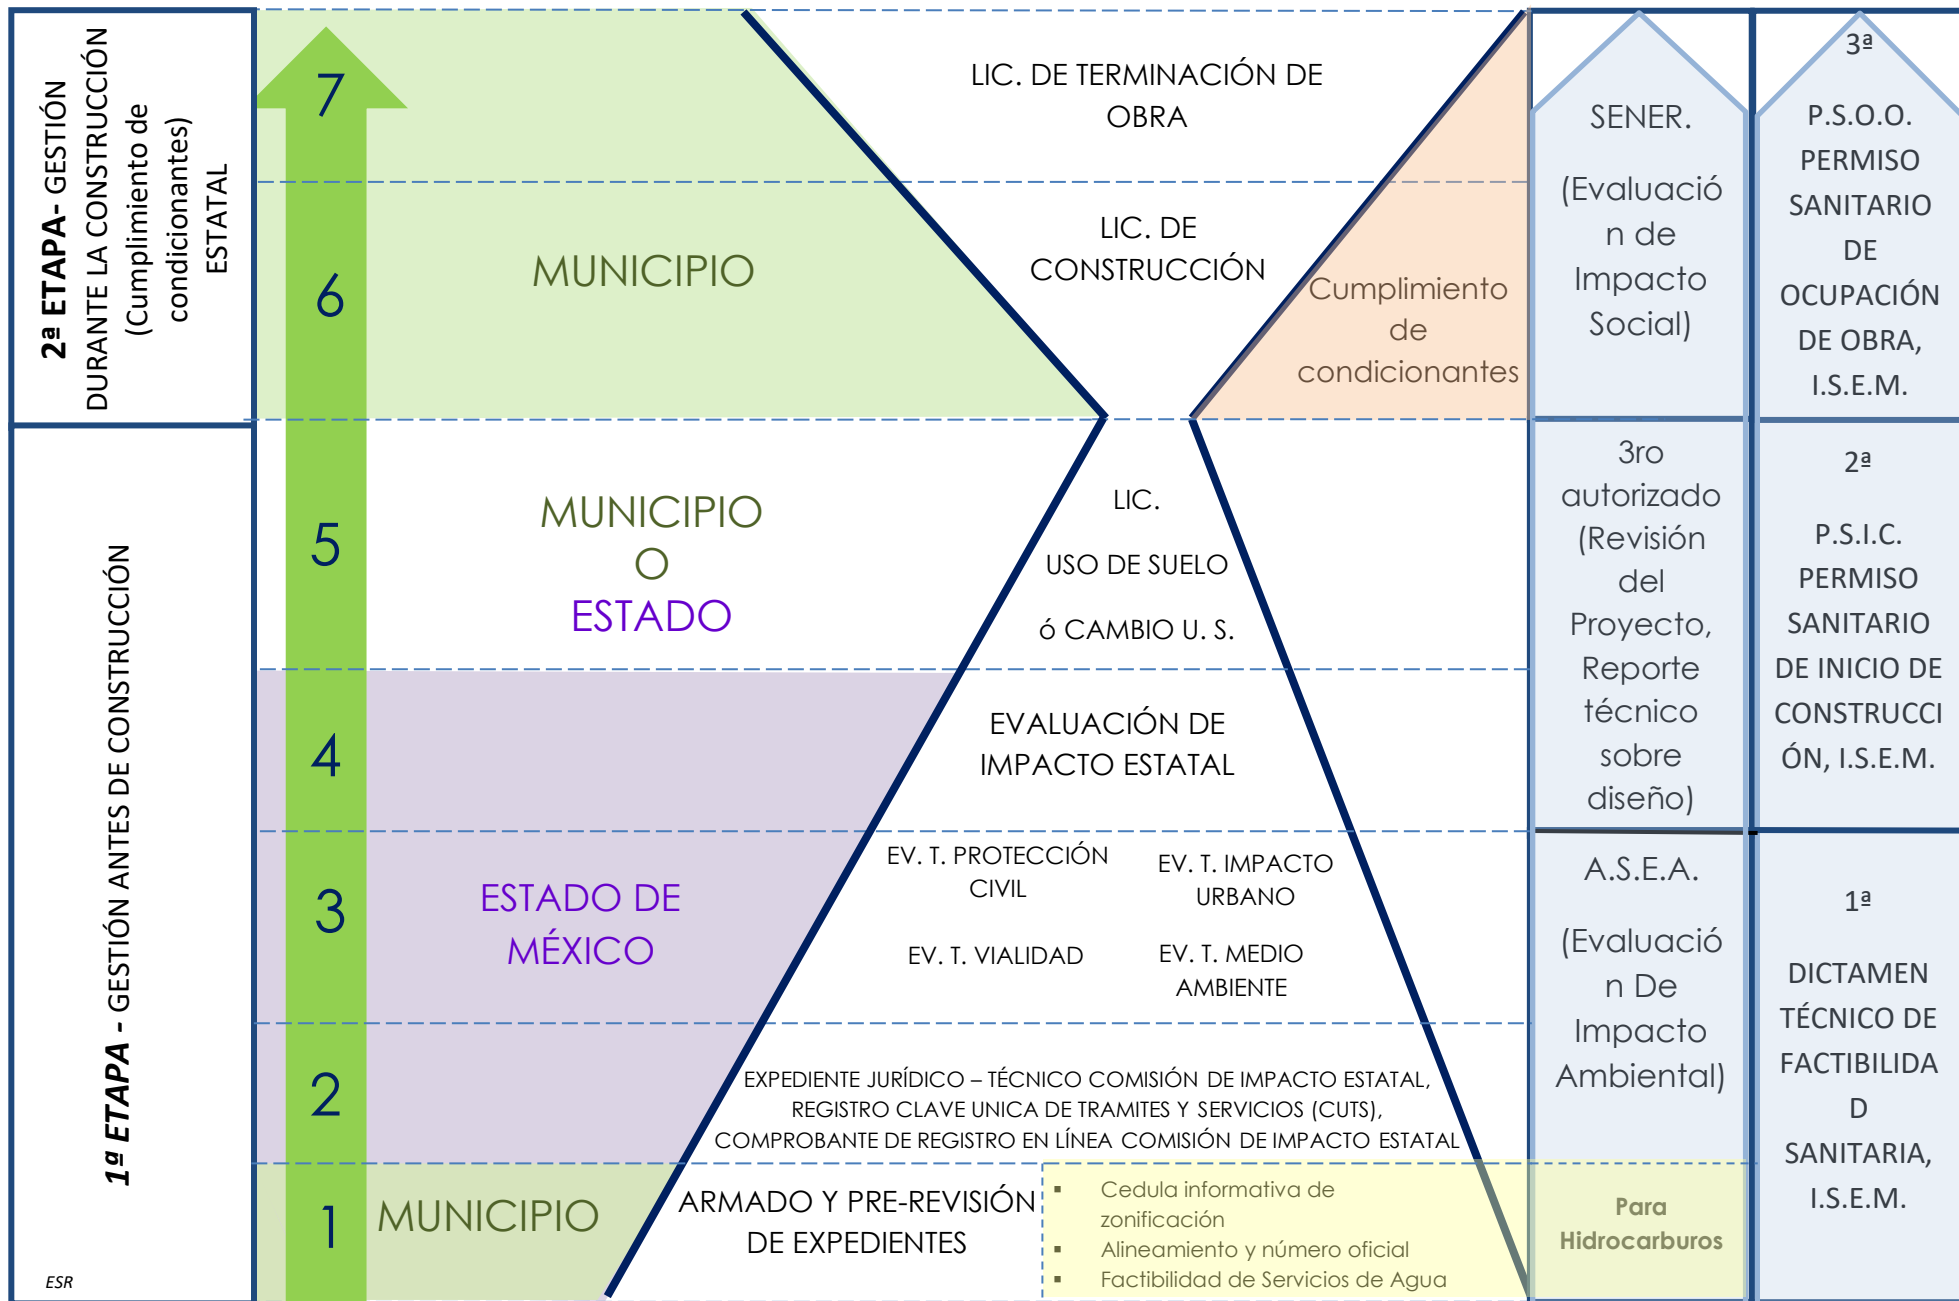 2ª ETAPA- GESTIÓN
DURANTE LA CONSTRUCCIÓN
(Cumplimiento de
condicionantes)
ESTATAL
1ª ETAPA - GESTIÓN ANTES DE CONSTRUCCIÓN
ESR
7
LIC. DE TERMINACIÓN DE
OBRA
6
MUNICIPIO
LIC. DE
CONSTRUCCIÓN
Cumplimiento
de
condicionantes
5
MUNICIPIO
O
ESTADO
LIC.
USO DE SUELO
ó CAMBIO U. S.
4
EVALUACIÓN DE
IMPACTO ESTATAL
3
ESTADO DE
MÉXICO
EV. T. PROTECCIÓN
CIVIL
EV. T. IMPACTO
URBANO
EV. T. VIALIDAD
EV. T. MEDIO
AMBIENTE
2
EXPEDIENTE JURÍDICO – TÉCNICO COMISIÓN DE IMPACTO ESTATAL,
REGISTRO CLAVE UNICA DE TRAMITES Y SERVICIOS (CUTS),
COMPROBANTE DE REGISTRO EN LÍNEA COMISIÓN DE IMPACTO ESTATAL
1
MUNICIPIO
ARMADO Y PRE-REVISIÓN
DE EXPEDIENTES
▪ Cedula informativa de
zonificación
▪ Alineamiento y número oficial
▪ Factibilidad de Servicios de Agua
SENER.
(Evaluació
n de
Impacto
Social)
3ro
autorizado
(Revisión
del
Proyecto,
Reporte
técnico
sobre
diseño)
A.S.E.A.
(Evaluació
n De
Impacto
Ambiental)
Para
Hidrocarburos
3ª
P.S.O.O.
PERMISO
SANITARIO
DE
OCUPACIÓN
DE OBRA,
I.S.E.M.
2ª
P.S.I.C.
PERMISO
SANITARIO
DE INICIO DE
CONSTRUCCI
ÓN, I.S.E.M.
1ª
DICTAMEN
TÉCNICO DE
FACTIBILIDA
D
SANITARIA,
I.S.E.M.